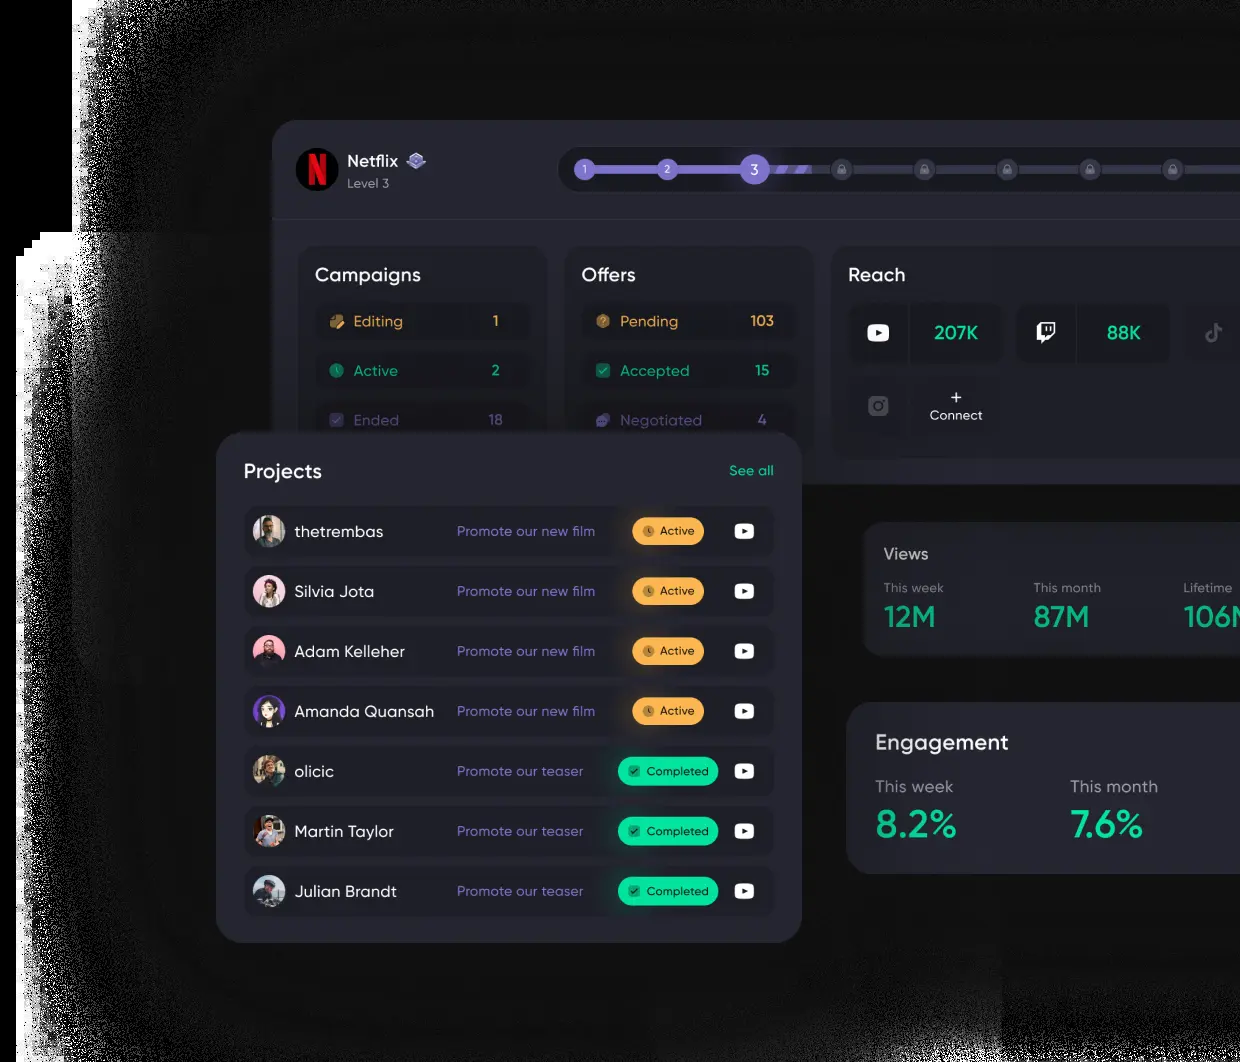 Netflix
Level 3
1 2 3
Campaigns
Editing 1
Active 2
Ended 18
Offers
Pending 103
Accepted 15
Negotiated 4
Reach
207K
88K
+
Connect
Projects
See all
thetrembas Promote our new film Active
Silvia Jota Promote our new film Active
Adam Kelleher Promote our new film Active
Amanda Quansah Promote our new film Active
olicic Promote our teaser Completed
Martin Taylor Promote our teaser Completed
Julian Brandt Promote our teaser Completed
Views
This week This month Lifetime
12M 87M 106M
Engagement
This week This month
8.2% 7.6%